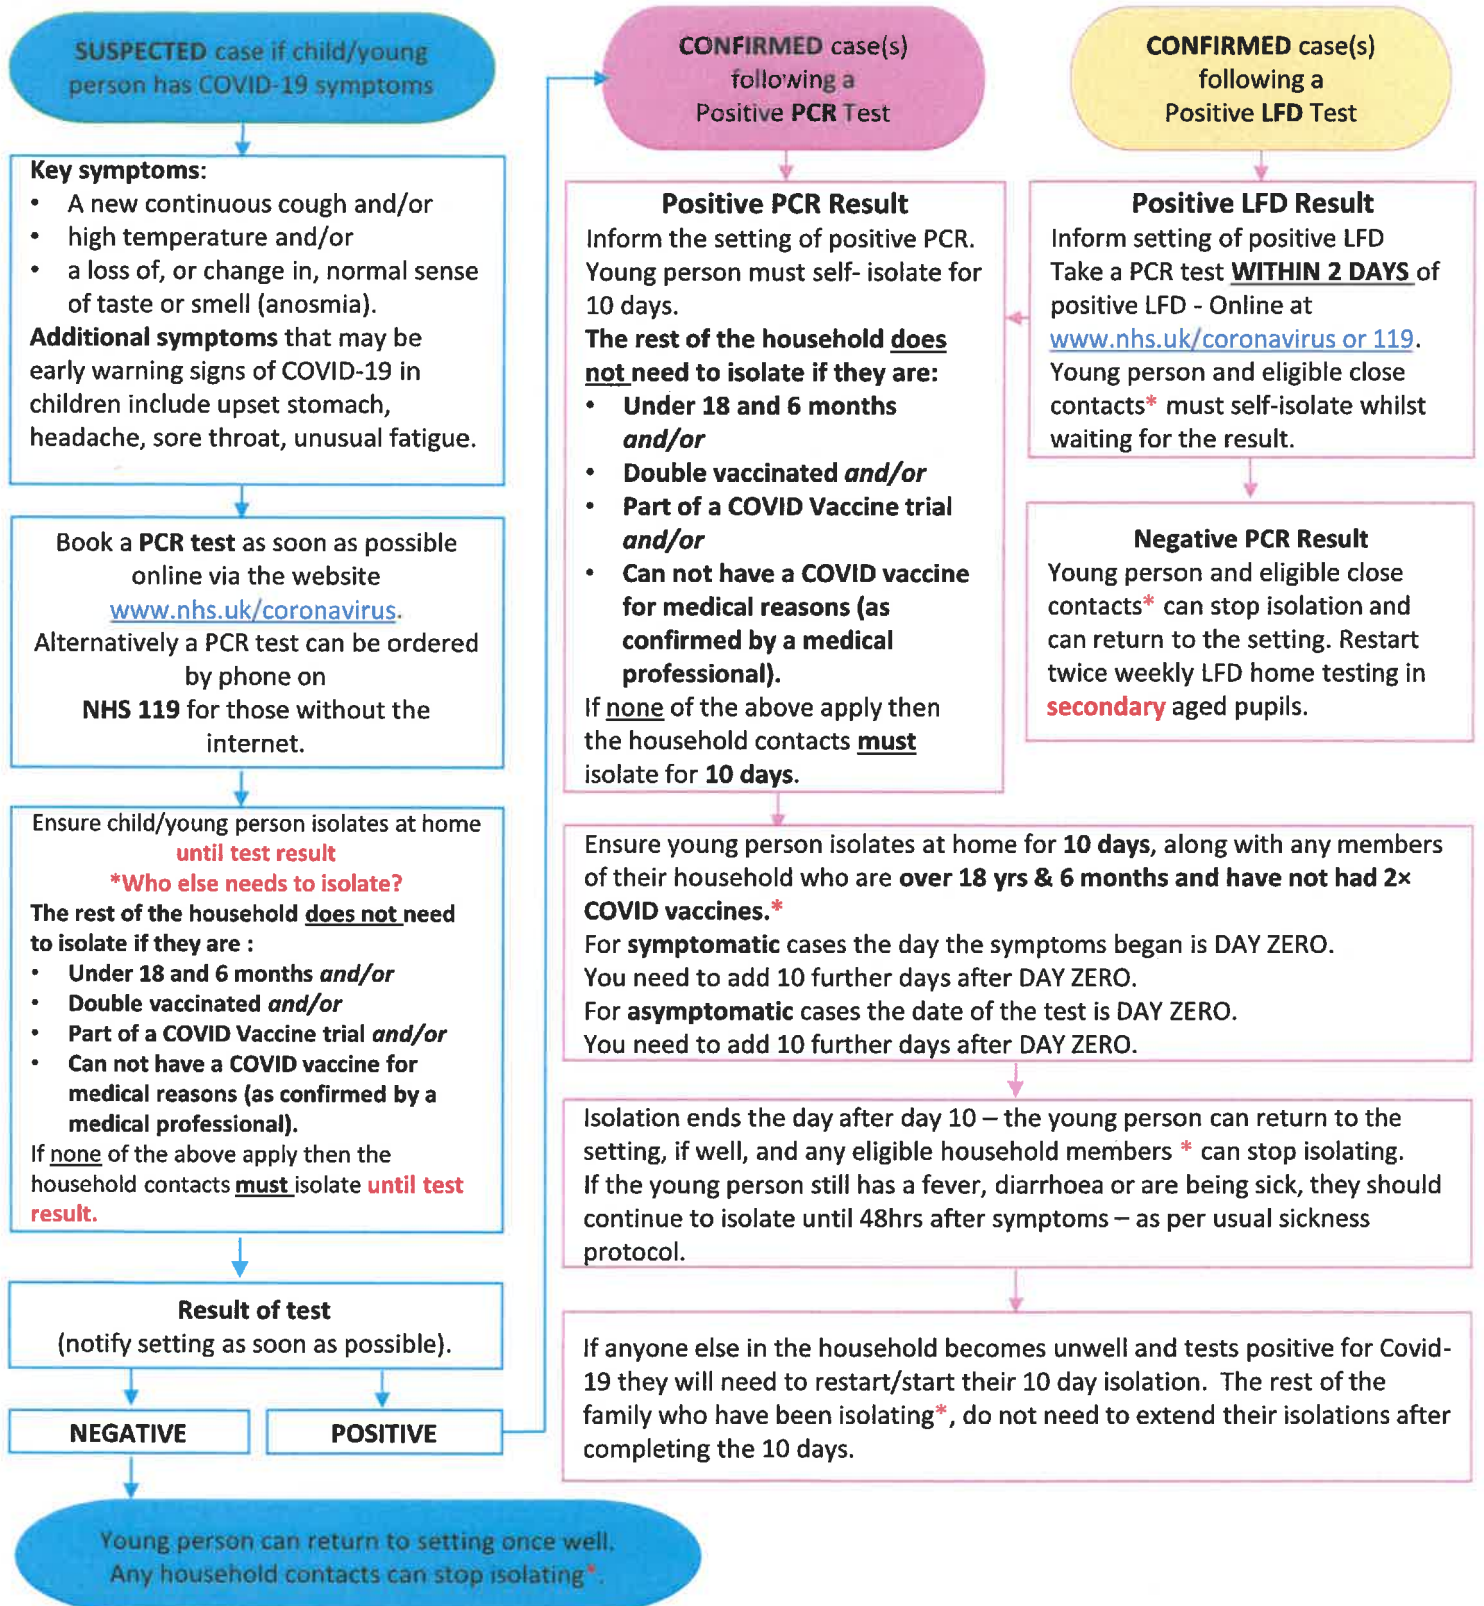 SUSPECTED case if child/young
person has COVID-19 symptoms
Key symptoms:
• A new continuous cough and/or
• high temperature and/or
• a loss of, or change in, normal sense
of taste or smell (anosmia).
Additional symptoms that may be
early warning signs of COVID-19 in
children include upset stomach,
headache, sore throat, unusual fatigue.
Book a PCR test as soon as possible
online via the website
www.nhs.uk/coronavirus.
Alternatively a PCR test can be ordered
by phone on
NHS 119 for those without the
internet.
Ensure child/young person isolates at home
until test result
*Who else needs to isolate?
The rest of the household does not need
to isolate if they are :
• Under 18 and 6 months and/or
• Double vaccinated and/or
• Part of a COVID Vaccine trial and/or
• Can not have a COVID vaccine for
medical reasons (as confirmed by a
medical professional).
If none of the above apply then the
household contacts must isolate until test
result.
Result of test
(notify setting as soon as possible).
NEGATIVE
POSITIVE
Young person can return to setting once well.
Any household contacts can stop isolating*.
CONFIRMED case(s)
following a
Positive PCR Test
Positive PCR Result
Inform the setting of positive PCR.
Young person must self- isolate for
10 days.
The rest of the household does
not need to isolate if they are:
• Under 18 and 6 months
and/or
• Double vaccinated and/or
• Part of a COVID Vaccine trial
and/or
• Can not have a COVID vaccine
for medical reasons (as
confirmed by a medical
professional).
If none of the above apply then
the household contacts must
isolate for 10 days.
CONFIRMED case(s)
following a
Positive LFD Test
Positive LFD Result
Inform setting of positive LFD
Take a PCR test WITHIN 2 DAYS of
positive LFD - Online at
www.nhs.uk/coronavirus or 119.
Young person and eligible close
contacts* must self-isolate whilst
waiting for the result.
Negative PCR Result
Young person and eligible close
contacts* can stop isolation and
can return to the setting. Restart
twice weekly LFD home testing in
secondary aged pupils.
Ensure young person isolates at home for 10 days, along with any members
of their household who are over 18 yrs & 6 months and have not had 2×
COVID vaccines.*
For symptomatic cases the day the symptoms began is DAY ZERO.
You need to add 10 further days after DAY ZERO.
For asymptomatic cases the date of the test is DAY ZERO.
You need to add 10 further days after DAY ZERO.
Isolation ends the day after day 10 – the young person can return to the
setting, if well, and any eligible household members * can stop isolating.
If the young person still has a fever, diarrhoea or are being sick, they should
continue to isolate until 48hrs after symptoms – as per usual sickness
protocol.
If anyone else in the household becomes unwell and tests positive for Covid-
19 they will need to restart/start their 10 day isolation. The rest of the
family who have been isolating*, do not need to extend their isolations after
completing the 10 days.